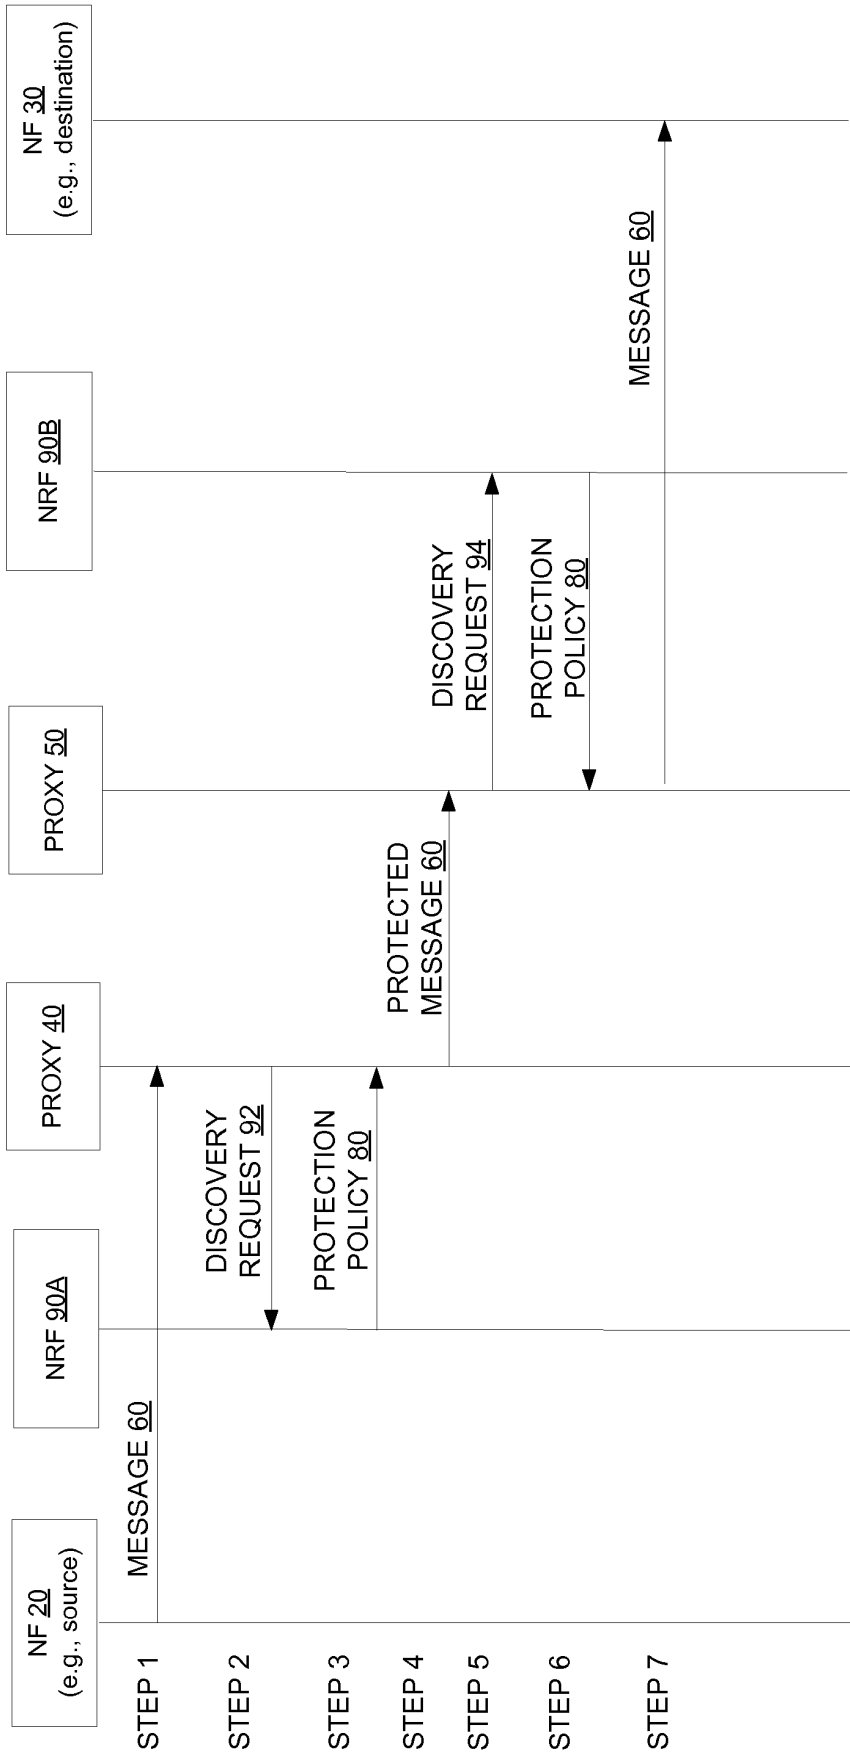 NF 20
(e.g., source)
NRF 90A
PROXY 40
PROXY 50
NRF 90B
NF 30
(e.g., destination)
STEP 1
MESSAGE 60
STEP 2
DISCOVERY
REQUEST 92
STEP 3
PROTECTION
POLICY 80
STEP 4
PROTECTED
MESSAGE 60
STEP 5
DISCOVERY
REQUEST 94
STEP 6
PROTECTION
POLICY 80
STEP 7
MESSAGE 60